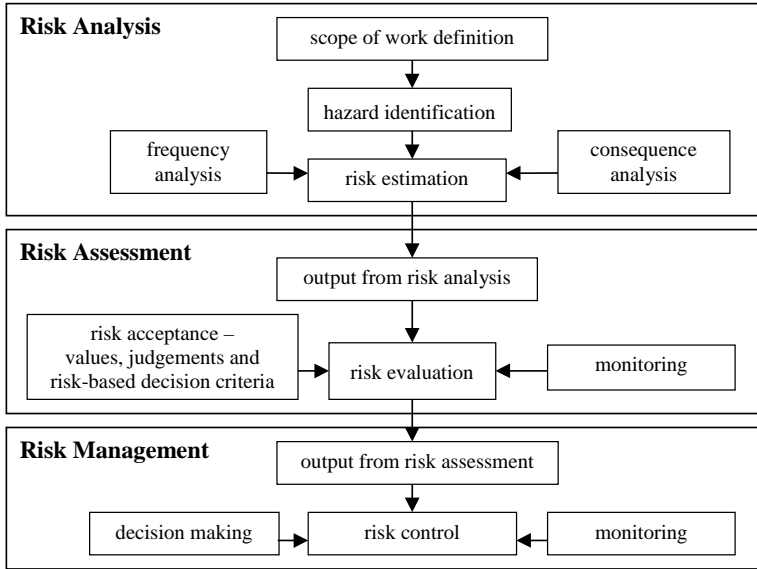 Risk Analysis
scope of work definition
hazard identification
frequency
analysis
risk estimation
consequence
analysis
Risk Assessment
output from risk analysis
risk acceptance –
values, judgements and
risk-based decision criteria
risk evaluation
monitoring
Risk Management
output from risk assessment
decision making
risk control
monitoring